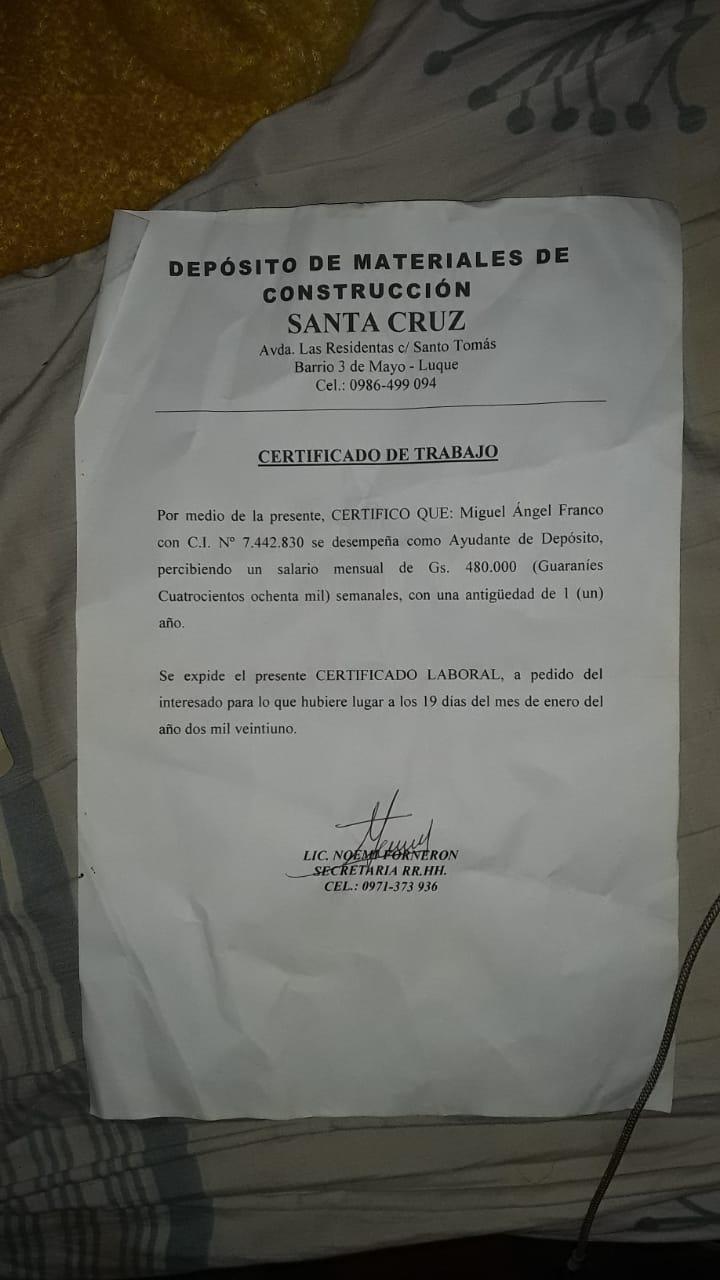 DEPÓSITO DE MATERIALES DE
CONSTRUCCIÓN
SANTA CRUZ
Avda. Las Residentas c/ Santo Tomás
Barrio 3 de Mayo - Luque
Cel.: 0986-499 094
CERTIFICADO DE TRABAJO
Por medio de la presente, CERTIFICO QUE: Miguel Ángel Franco
con C.I. Nº 7.442.830 se desempeña como Ayudante de Depósito,
percibiendo un salario mensual de Gs. 480.000 (Guaraníes
Cuatrocientos ochenta mil) semanales, con una antigüedad de 1 (un)
año.
Se expide el presente CERTIFICADO LABORAL, a pedido del
interesado para lo que hubiere lugar a los 19 días del mes de enero del
año dos mil veintiuno.
LIC. NOEMI FORNERON
SECRETARIA RR.HH.
CEL.: 0971-373 936